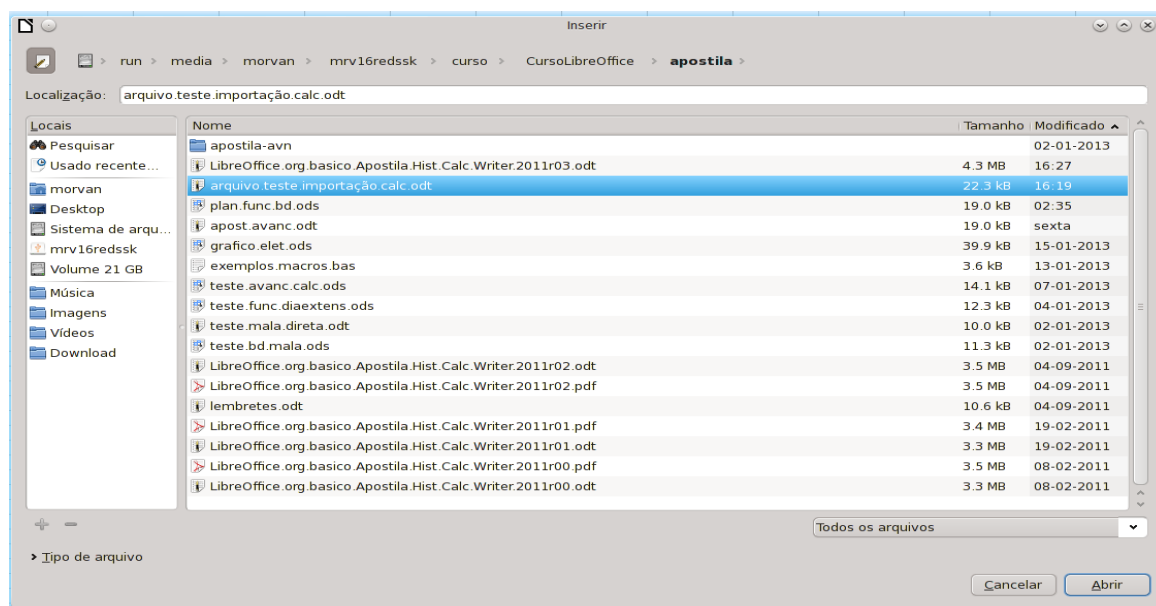 Inserir
run > media > morvan > mrv16redssk > curso > CursoLibreOffice > apostila >
Localização: arquivo.teste.importação.calc.odt
Locais
Pesquisar
Usado recente...
morvan
Desktop
Sistema de arqu...
mrv16redssk
Volume 21 GB
Música
Imagens
Vídeos
Download
Nome Tamanho Modificado
apostila-avn 02-01-2013
LibreOffice.org.basico.Apostila.Hist.Calc.Writer.2011r03.odt 4.3 MB 16:27
arquivo.teste.importação.calc.odt 22.3 kB 16:19
plan.func.bd.ods 19.0 kB 02:35
apost.avanc.odt 19.0 kB sexta
grafico.elet.ods 39.9 kB 15-01-2013
exemplos.macros.bas 3.6 kB 13-01-2013
teste.avanc.calc.ods 14.1 kB 07-01-2013
teste.func.diaextens.ods 12.3 kB 04-01-2013
teste.mala.direta.odt 10.0 kB 02-01-2013
teste.bd.mala.ods 11.3 kB 02-01-2013
LibreOffice.org.basico.Apostila.Hist.Calc.Writer.2011r02.odt 3.5 MB 04-09-2011
LibreOffice.org.basico.Apostila.Hist.Calc.Writer.2011r02.pdf 3.5 MB 04-09-2011
lembretes.odt 10.6 kB 04-09-2011
LibreOffice.org.basico.Apostila.Hist.Calc.Writer.2011r01.pdf 3.4 MB 19-02-2011
LibreOffice.org.basico.Apostila.Hist.Calc.Writer.2011r01.odt 3.3 MB 19-02-2011
LibreOffice.org.basico.Apostila.Hist.Calc.Writer.2011r00.pdf 3.5 MB 08-02-2011
LibreOffice.org.basico.Apostila.Hist.Calc.Writer.2011r00.odt 3.3 MB 08-02-2011
Todos os arquivos
Tipo de arquivo
Cancelar Abrir